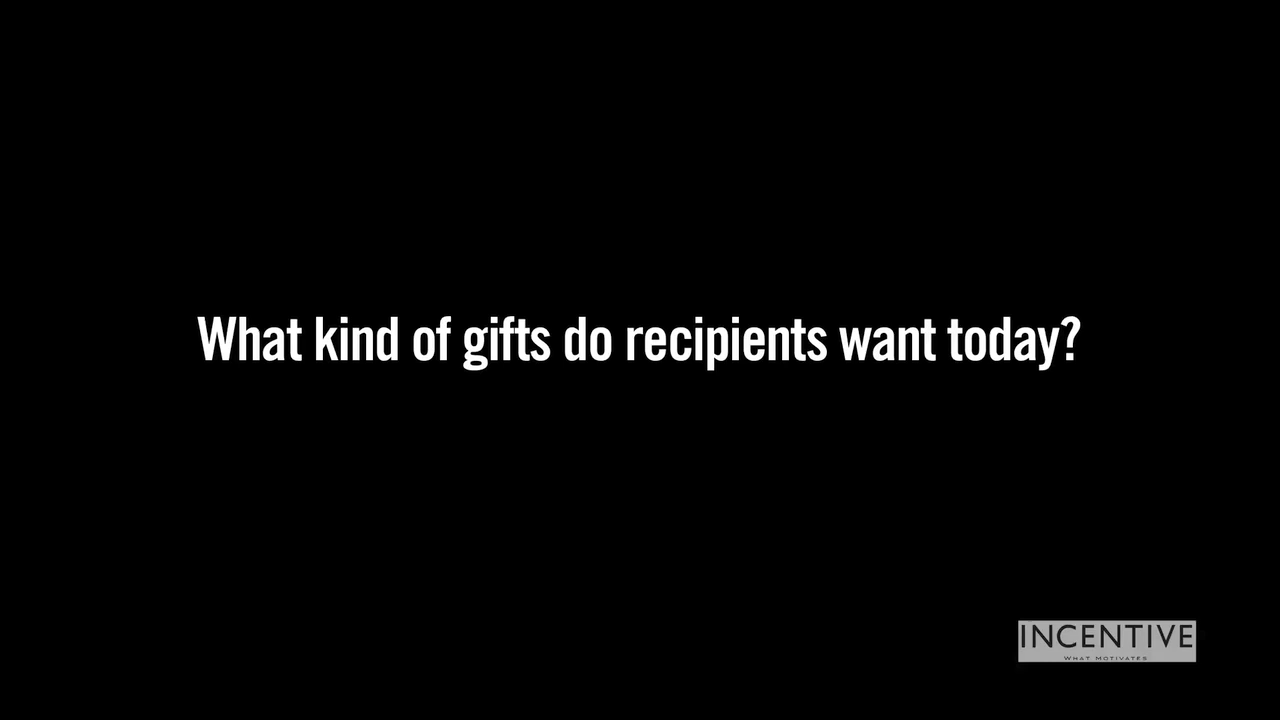 What kind of gifts do recipients want today?
INCENTIVE
WHAT MOTIVATES